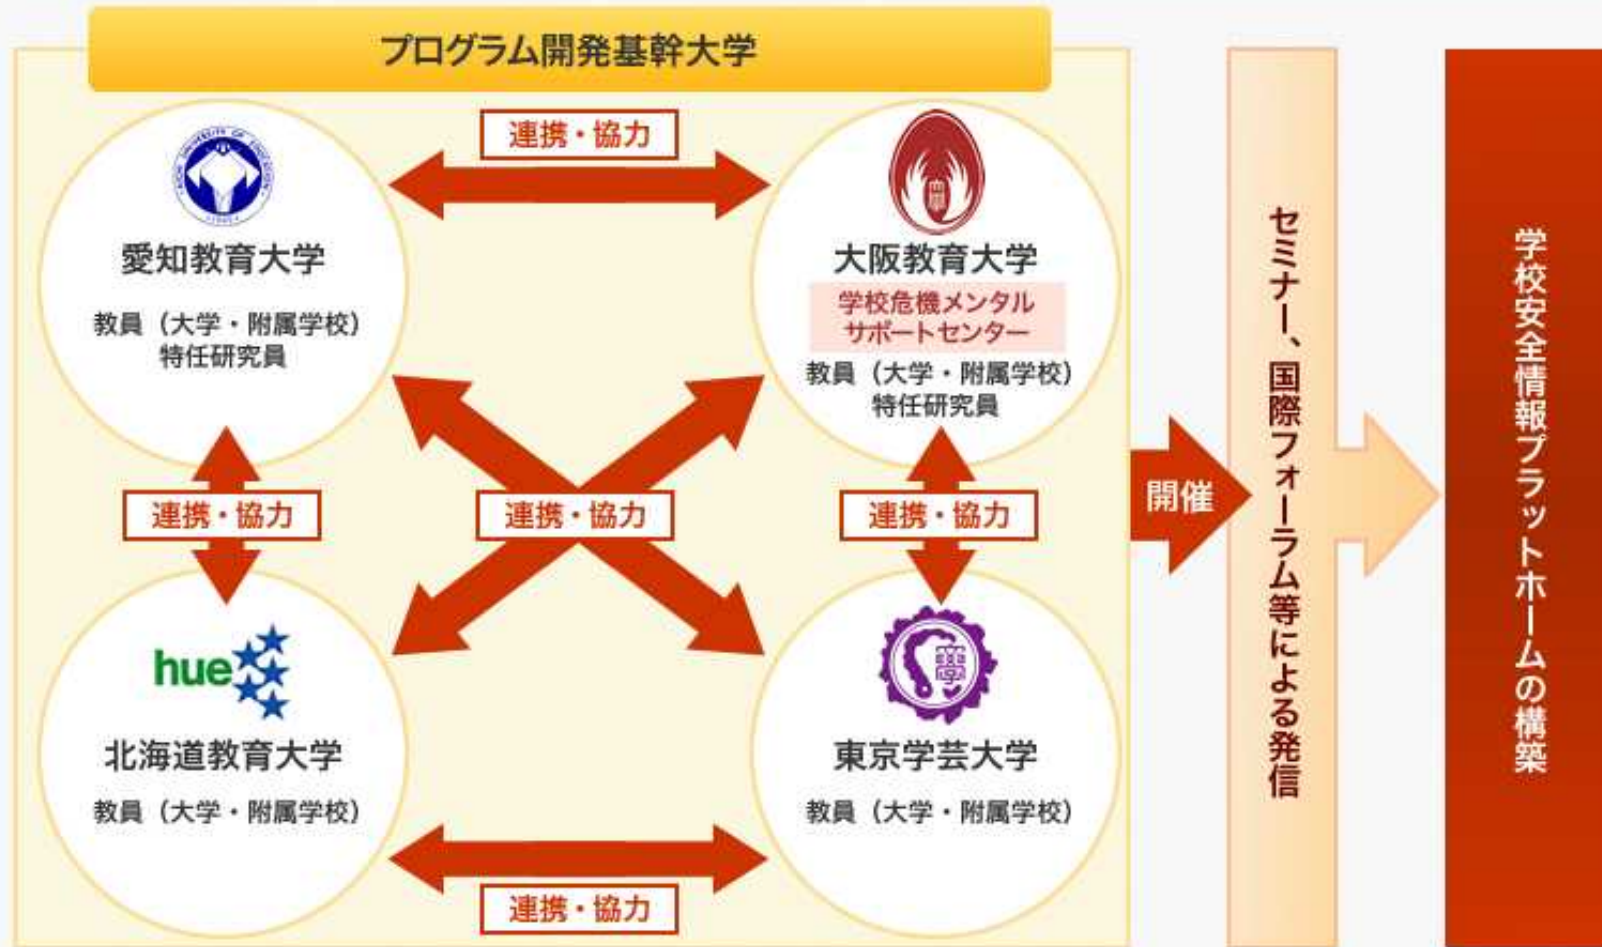 プログラム開発基幹大学
連携・協力
愛知教育大学
教員（大学・附属学校）
特任研究員
大阪教育大学
学校危機メンタル
サポートセンター
教員（大学・附属学校）
特任研究員
連携・協力
連携・協力
連携・協力
hue
北海道教育大学
教員（大学・附属学校）
東京学芸大学
教員（大学・附属学校）
連携・協力
開催
セミナー、国際フォーラム等による発信
学校安全情報プラットホームの構築